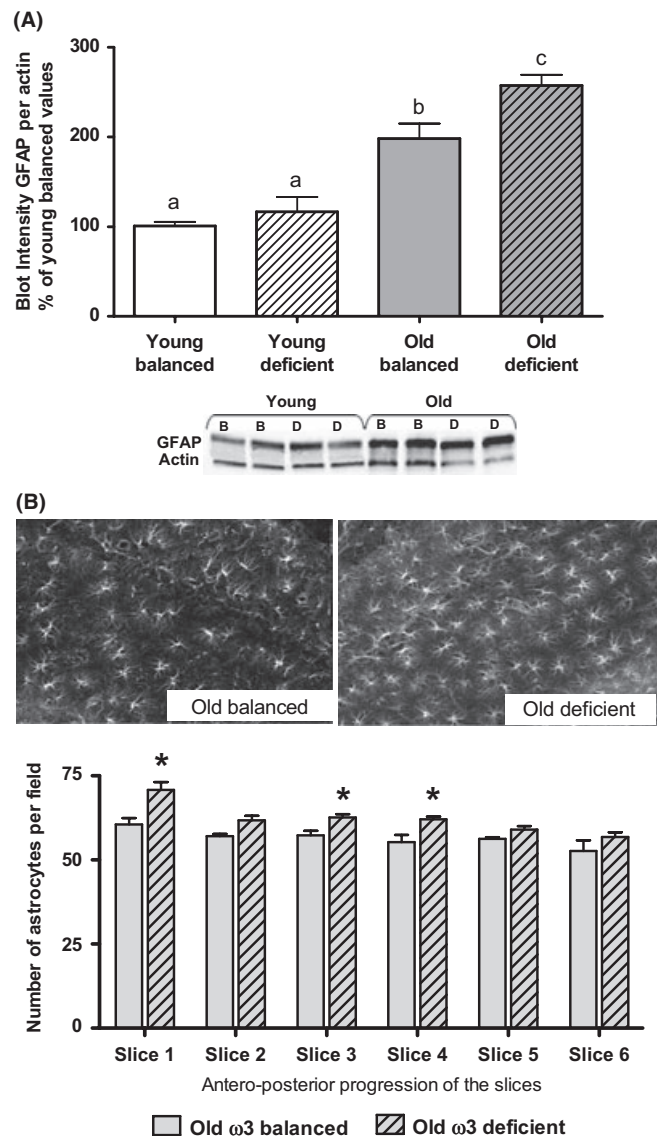 (A)
Blot Intensity GFAP per actin
% of young balanced values
300
200
100
0
a
a
b
c
Young
balanced
Young
deficient
Old
balanced
Old
deficient
Young Old
B B D D B B D D
GFAP
Actin
(B)
Old balanced
Old deficient
Number of astrocytes per field
75
50
25
0
* * *
Slice 1 Slice 2 Slice 3 Slice 4 Slice 5 Slice 6
Antero-posterior progression of the slices
Old ω3 balanced Old ω3 deficient